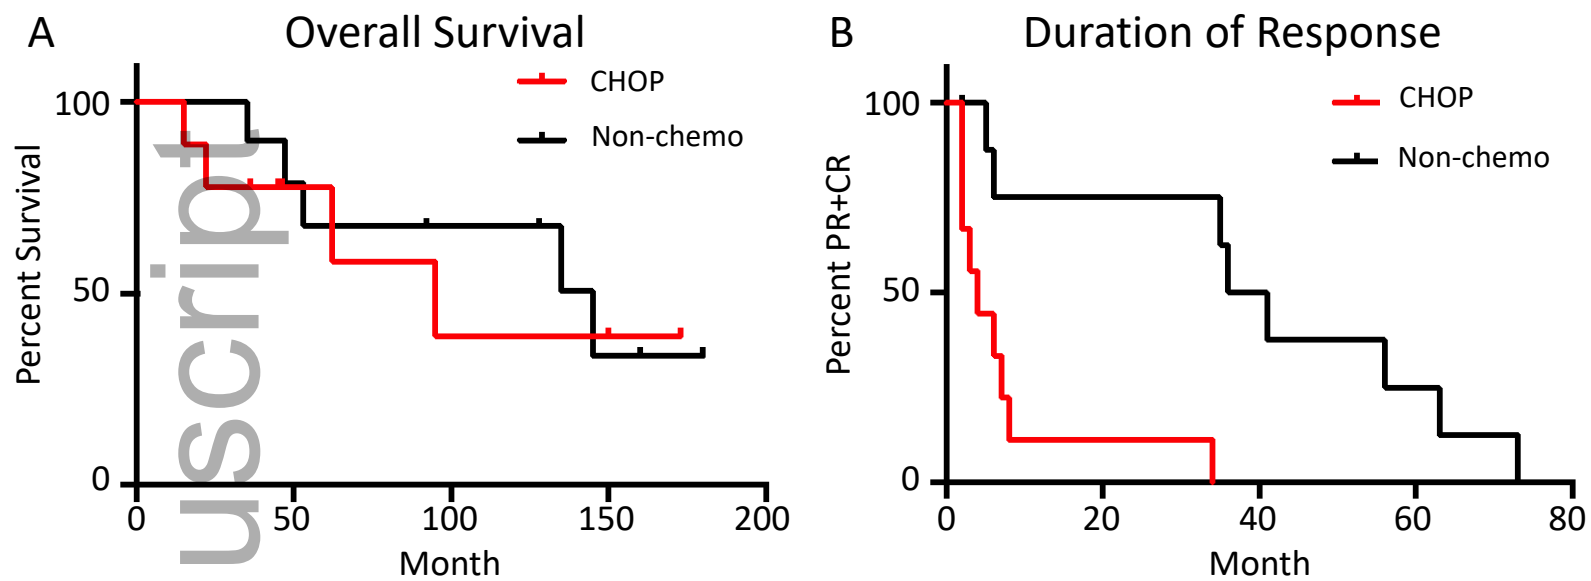 A
Overall Survival
CHOP
Non-chemo
Percent Survival
100
50
0
0
50
100
150
200
Month
B
Duration of Response
CHOP
Non-chemo
Percent PR+CR
100
50
0
0
20
40
60
80
Month
uscript